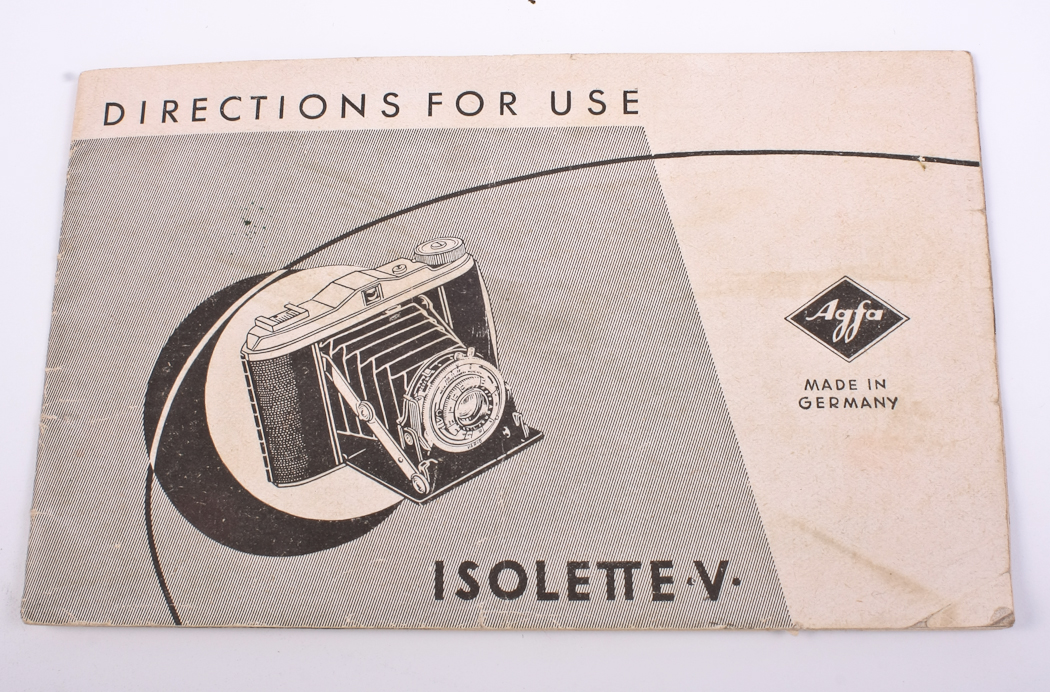 DIRECTIONS FOR USE
Agfa
MADE IN
GERMANY
ISOLETTE·V·